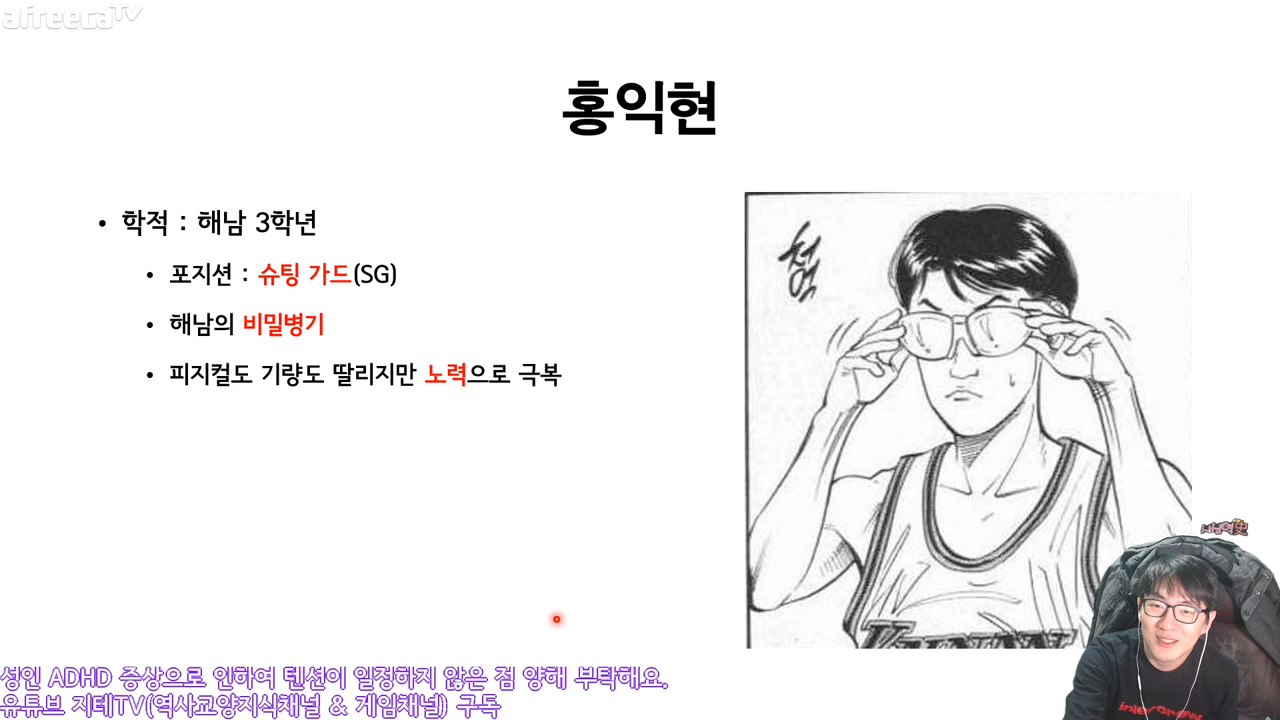 afreecaTV
홍익현
• 학적 : 해남 3학년
• 포지션 : 슈팅 가드(SG)
• 해남의 비밀병기
• 피지컬도 기량도 딸리지만 노력으로 극복
척
성인 ADHD 증상으로 인하여 텐션이 일정하지 않은 점 양해 부탁해요.
유튜브 지테TV(역사교양지식채널 & 게임채널) 구독